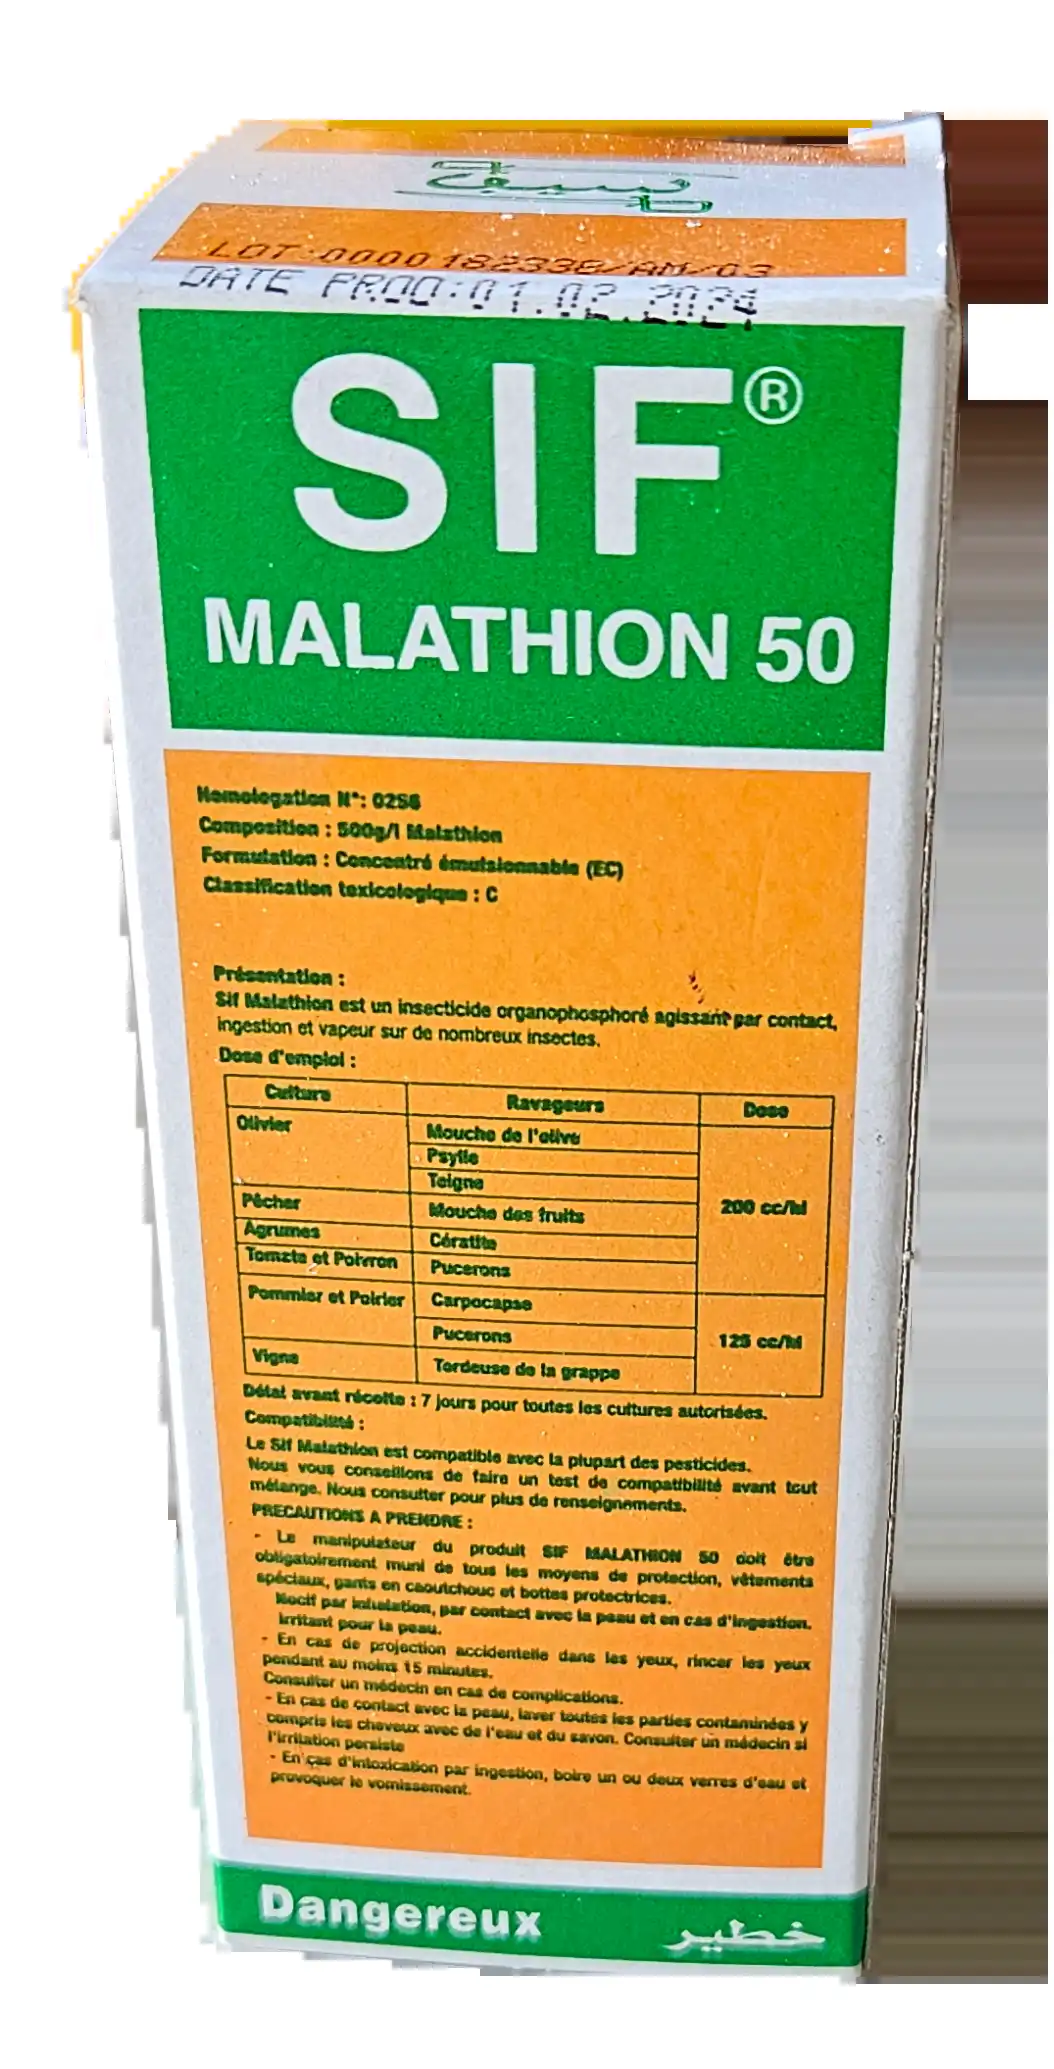 سيف
LOT:0000182338/AM/03
DATE PROD:01.02.2024
SIF®
MALATHION 50
Homologation N°: 0256
Composition : 500g/l Malathion
Formulation : Concentré émulsionnable (EC)
Classification toxicologique : C
Présentation :
Sif Malathion est un insecticide organophosphoré agissant par contact,
ingestion et vapeur sur de nombreux insectes.
Dose d'emploi :
Culture Ravageurs Dose
Olivier Mouche de l'olive
Psylle
Teigne
200 cc/hl
Pêcher Mouche des fruits
Agrumes Cératite
Tomate et Poivron Pucerons
Pommier et Poirier Carpocapse
Pucerons 125 cc/hl
Vigne Tordeuse de la grappe
Délai avant récolte : 7 jours pour toutes les cultures autorisées.
Compatibilité :
Le Sif Malathion est compatible avec la plupart des pesticides.
Nous vous conseillons de faire un test de compatibilité avant tout
mélange. Nous consulter pour plus de renseignements.
PRECAUTIONS A PRENDRE :
- Le manipulateur du produit SIF MALATHION 50 doit être
obligatoirement muni de tous les moyens de protection, vêtements
spéciaux, gants en caoutchouc et bottes protectrices.
Nocif par inhalation, par contact avec la peau et en cas d'ingestion.
Irritant pour la peau.
- En cas de projection accidentelle dans les yeux, rincer les yeux
pendant au moins 15 minutes.
Consulter un médecin en cas de complications.
- En cas de contact avec la peau, laver toutes les parties contaminées y
compris les cheveux avec de l'eau et du savon. Consulter un médecin si
l'irritation persiste
- En cas d'intoxication par ingestion, boire un ou deux verres d'eau et
provoquer le vomissement.
Dangereux خطير